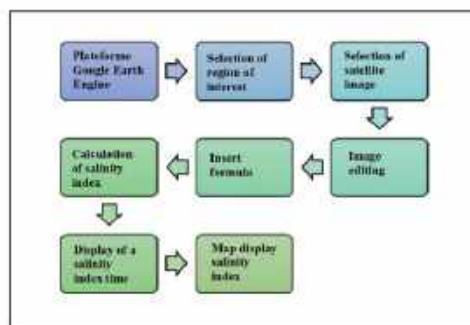 Plateforme
Google Earth
Engine
Selection of
region of
interest
Selection of
satellite
image
Image
editing
Insert
formula
Calculation
of salinity
index
Display of a
salinity
index time
Map display
salinity
index